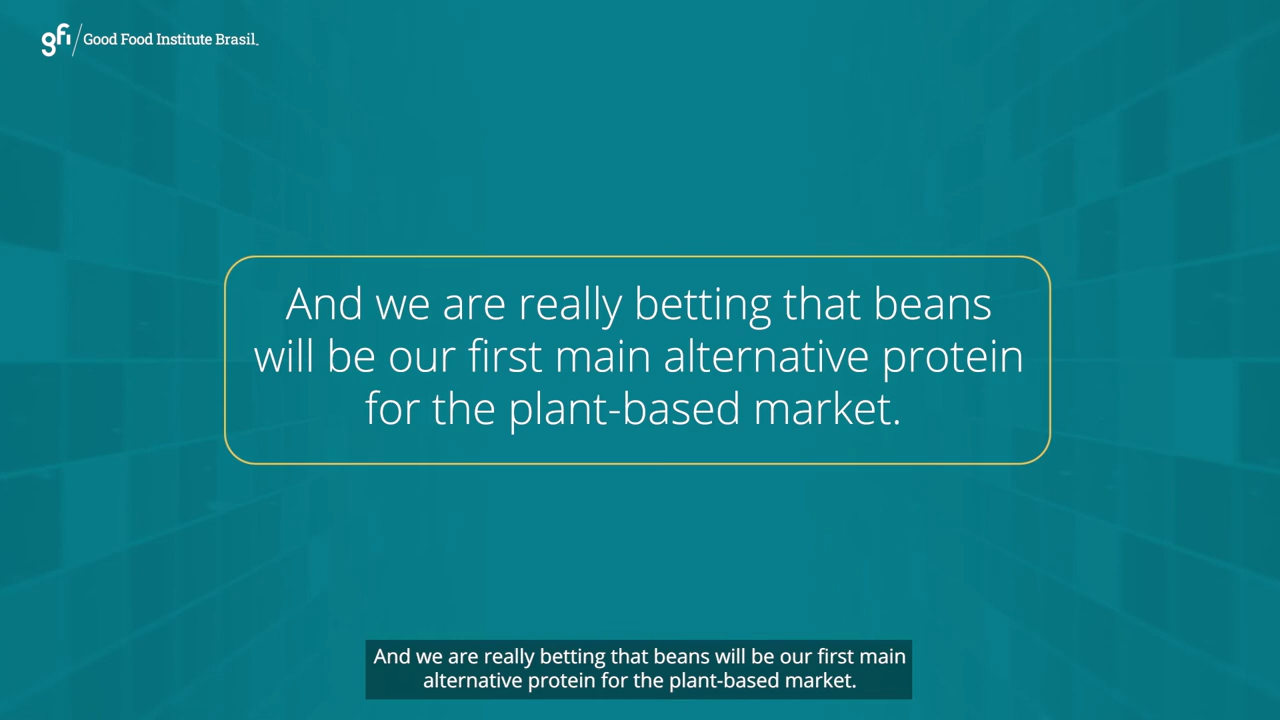 gfi / Good Food Institute Brasil.
And we are really betting that beans
will be our first main alternative protein
for the plant-based market.
And we are really betting that beans will be our first main
alternative protein for the plant-based market.